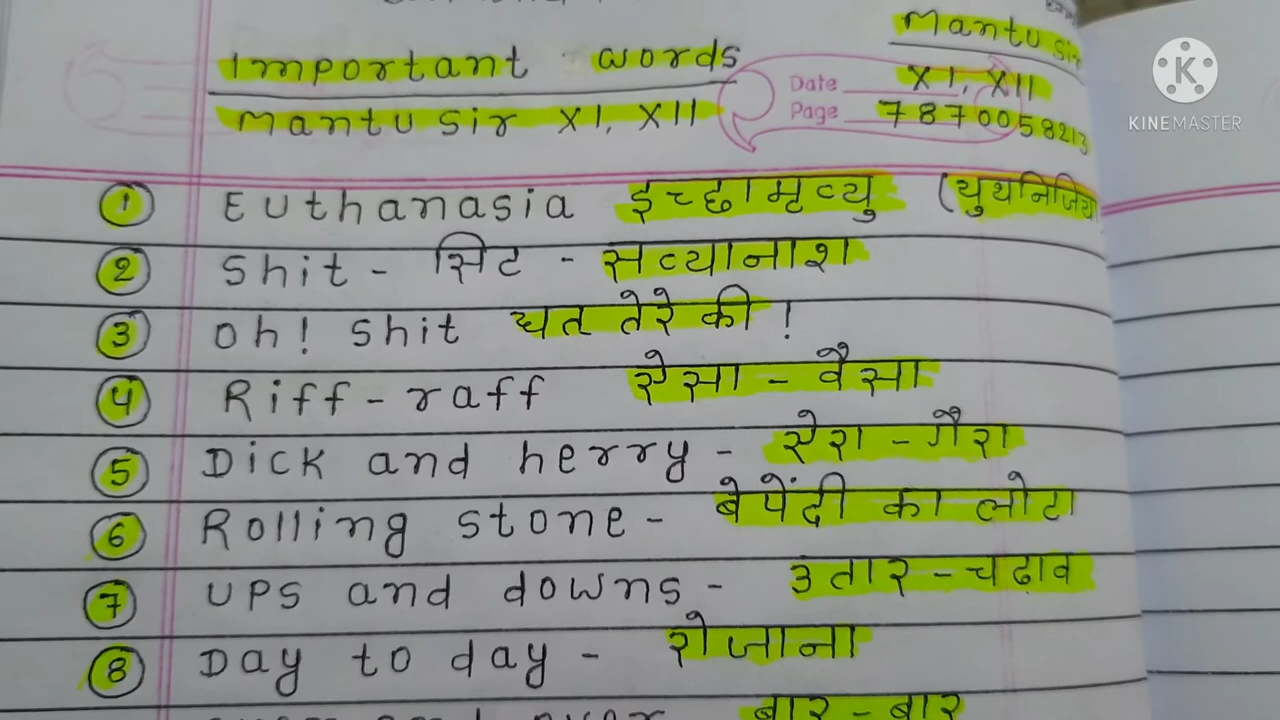 Important words
Mantu sir XI, XII
Mantu Sir
XI, XII
Date
Page 7870058213
KINEMASTER
1 Euthanasia इच्छामृत्यु (युथनिजिया
2 Shit - सिट - सत्यानाश
3 Oh! Shit धत् तेरे की !
4 Riff-raff ऐसा - वैसा
5 Dick and herry - ऐरा - गैरा
6 Rolling stone - बे पेंदी का लोटा
7 UPS and downs - उतार - चढ़ाव
8 Day to day - रोजाना
बार - बार